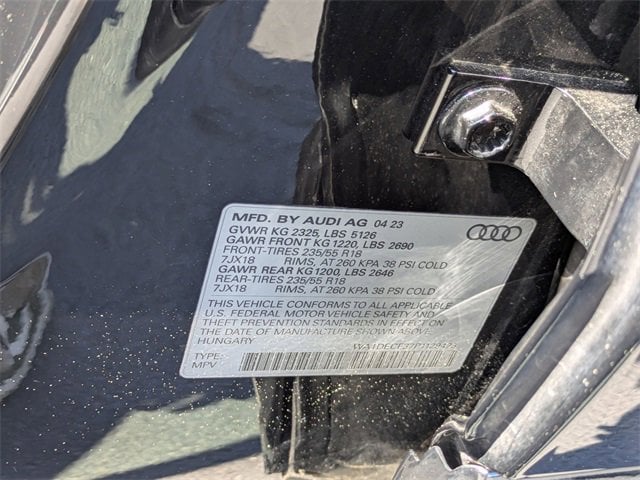 MFD. BY AUDI AG 04 23
GVWR KG 2325, LBS 5126
GAWR FRONT KG1220, LBS 2690
FRONT-TIRES 235/55 R18
7JX18 RIMS, AT 260 KPA 38 PSI COLD
GAWR REAR KG1200, LBS 2646
REAR-TIRES 235/55 R18
7JX18 RIMS, AT 260 KPA 38 PSI COLD
THIS VEHICLE CONFORMS TO ALL APPLICABLE
U.S. FEDERAL MOTOR VEHICLE SAFETY AND
THEFT PREVENTION STANDARDS IN EFFECT ON
THE DATE OF MANUFACTURE SHOWN ABOVE.
HUNGARY
TYPE:
MPV